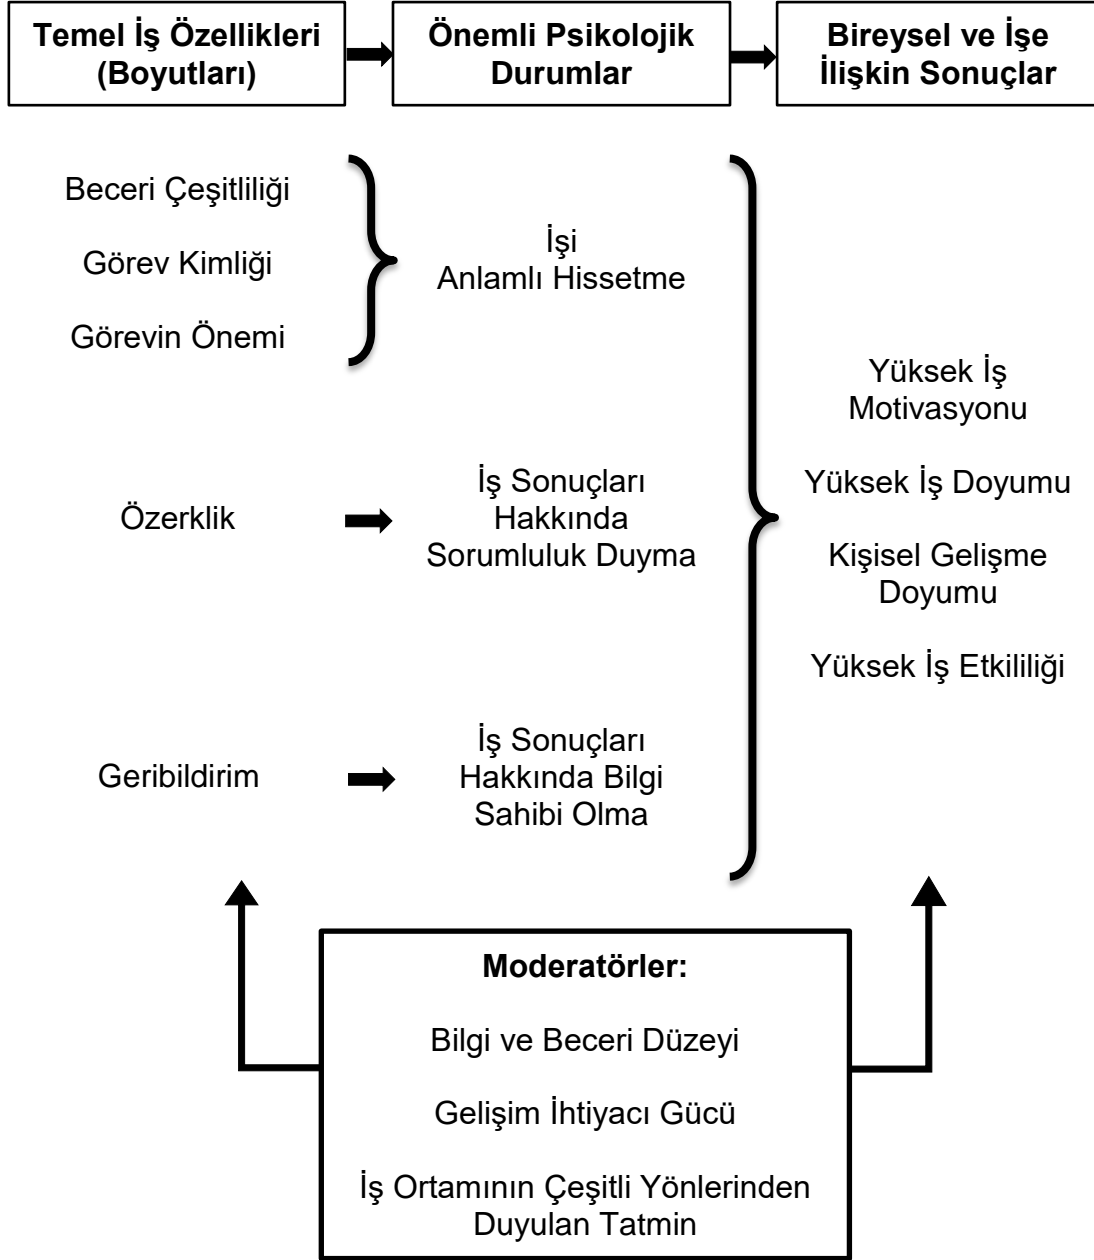 Temel İş Özellikleri
(Boyutları)
Önemli Psikolojik
Durumlar
Bireysel ve İşe
İlişkin Sonuçlar
Beceri Çeşitliliği
Görev Kimliği
Görevin Önemi
İşi
Anlamlı Hissetme
Özerklik
İş Sonuçları
Hakkında
Sorumluluk Duyma
Geribildirim
İş Sonuçları
Hakkında Bilgi
Sahibi Olma
Yüksek İş
Motivasyonu
Yüksek İş Doyumu
Kişisel Gelişme
Doyumu
Yüksek İş Etkililiği
Moderatörler:
Bilgi ve Beceri Düzeyi
Gelişim İhtiyacı Gücü
İş Ortamının Çeşitli Yönlerinden
Duyulan Tatmin